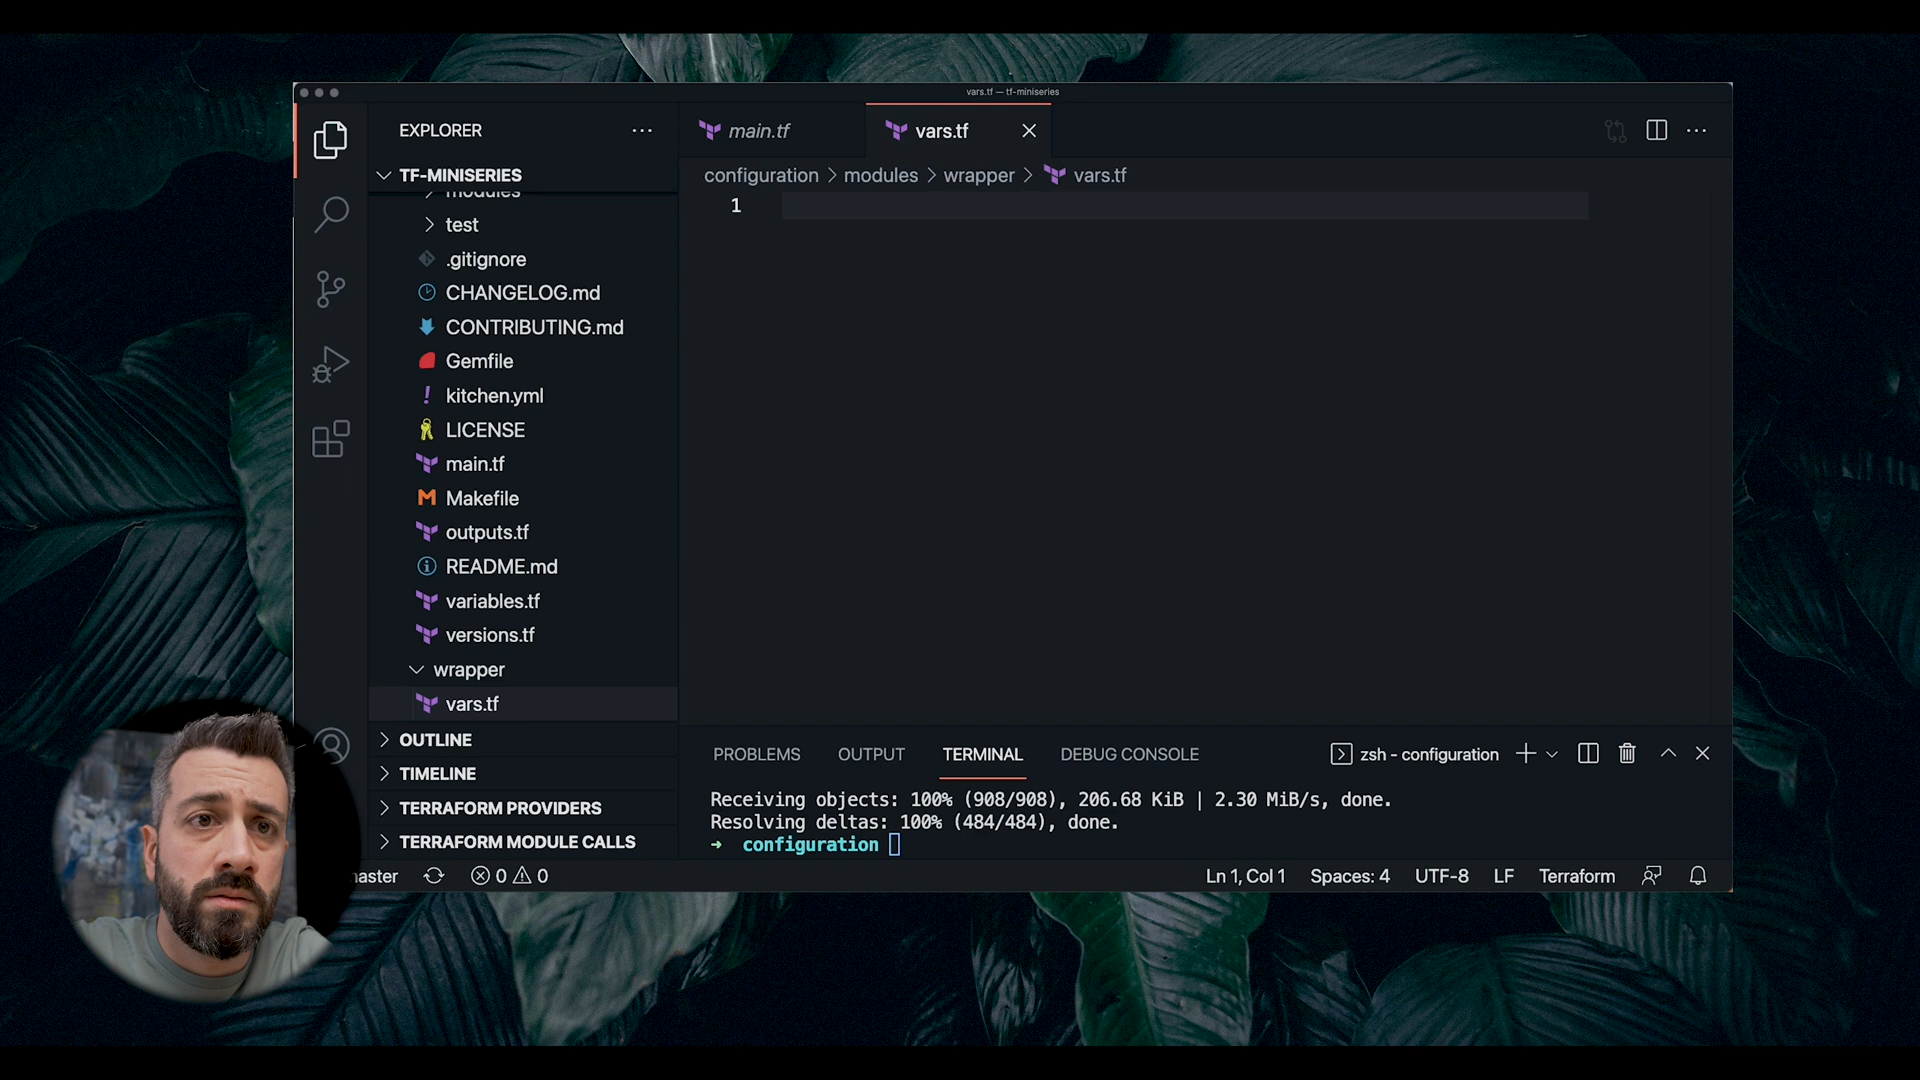 vars.tf — tf-miniseries
EXPLORER
main.tf
vars.tf
TF-MINISERIES
configuration > modules > wrapper > vars.tf
modules
1
test
.gitignore
CHANGELOG.md
CONTRIBUTING.md
Gemfile
kitchen.yml
LICENSE
main.tf
Makefile
outputs.tf
README.md
variables.tf
versions.tf
wrapper
vars.tf
OUTLINE
TIMELINE
TERRAFORM PROVIDERS
TERRAFORM MODULE CALLS
PROBLEMS OUTPUT TERMINAL DEBUG CONSOLE
zsh - configuration
Receiving objects: 100% (908/908), 206.68 KiB | 2.30 MiB/s, done.
Resolving deltas: 100% (484/484), done.
➜ configuration
master 0 0
Ln 1, Col 1 Spaces: 4 UTF-8 LF Terraform